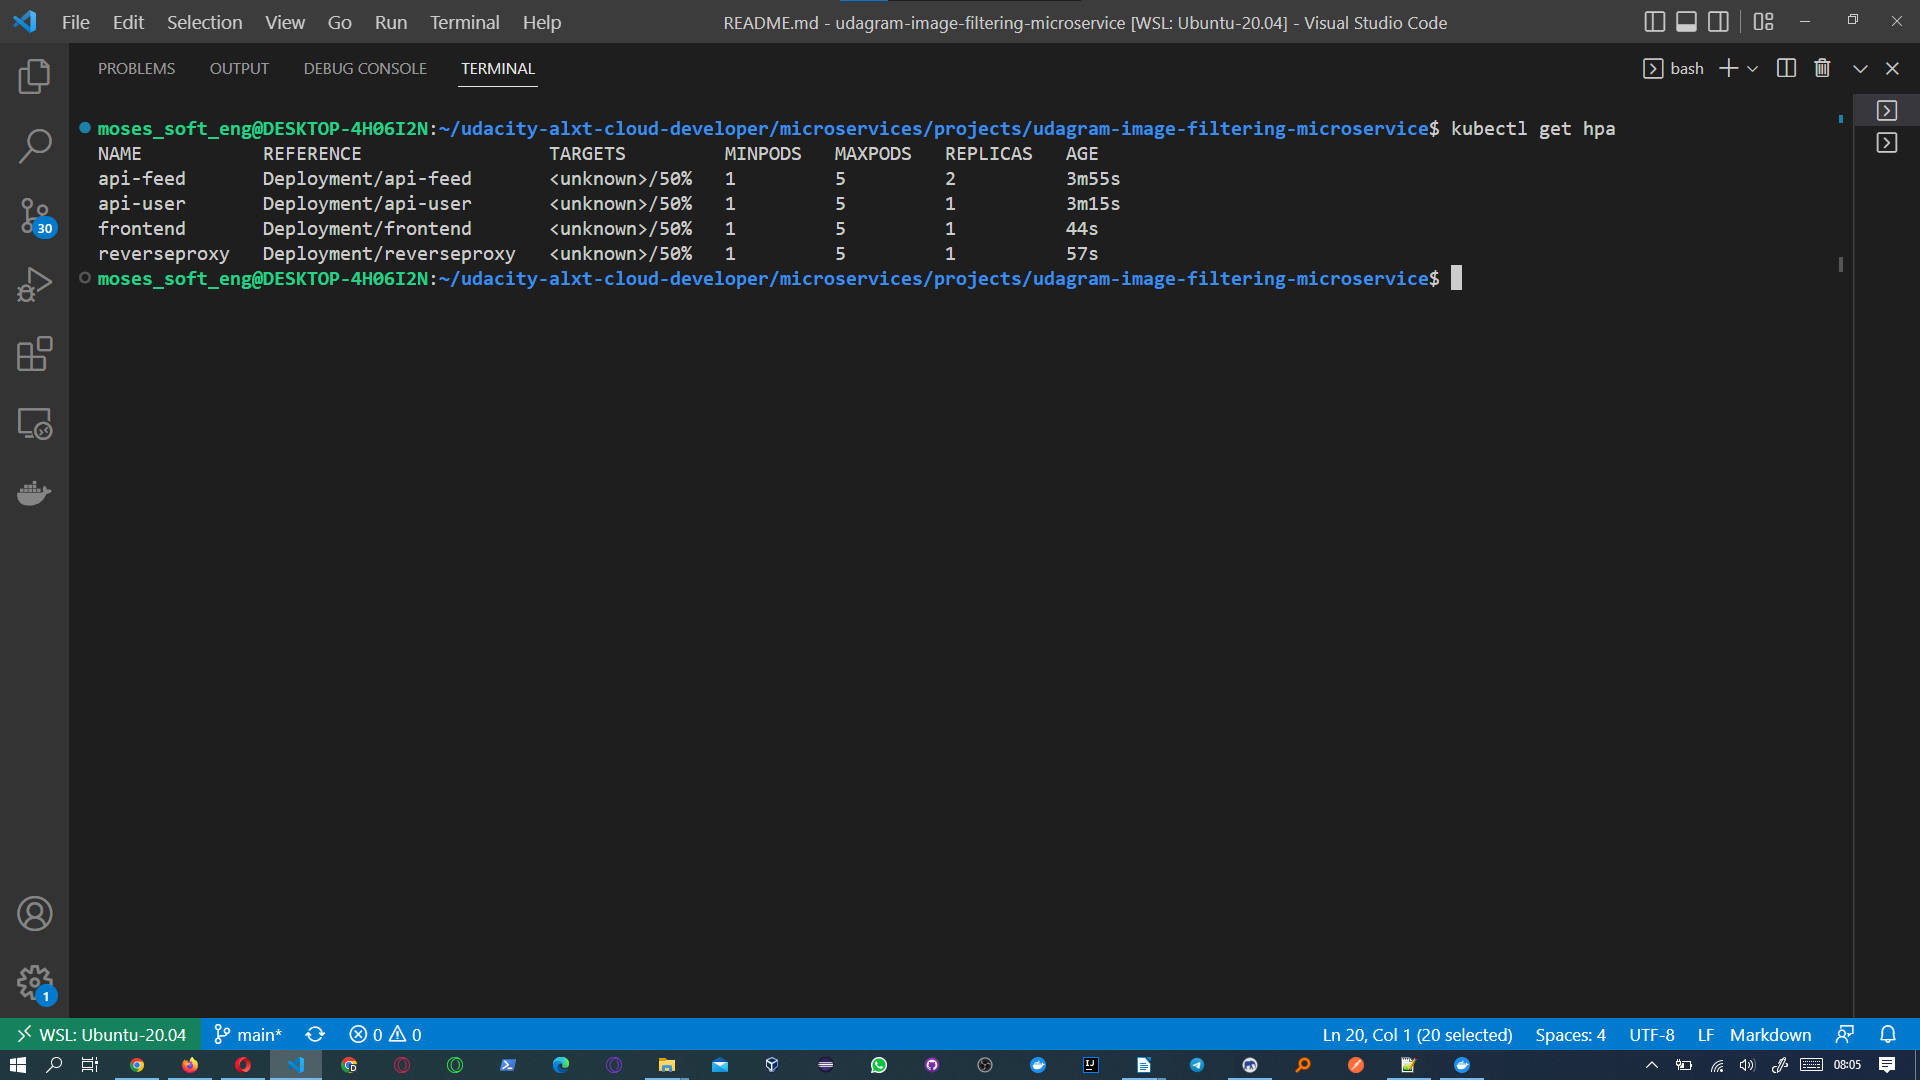 File Edit Selection View Go Run Terminal Help README.md - udagram-image-filtering-microservice [WSL: Ubuntu-20.04] - Visual Studio Code
PROBLEMS OUTPUT DEBUG CONSOLE TERMINAL bash
moses_soft_eng@DESKTOP-4H06I2N:~/udacity-alxt-cloud-developer/microservices/projects/udagram-image-filtering-microservice$ kubectl get hpa
NAME REFERENCE TARGETS MINPODS MAXPODS REPLICAS AGE
api-feed Deployment/api-feed <unknown>/50% 1 5 2 3m55s
api-user Deployment/api-user <unknown>/50% 1 5 1 3m15s
frontend Deployment/frontend <unknown>/50% 1 5 1 44s
reverseproxy Deployment/reverseproxy <unknown>/50% 1 5 1 57s
moses_soft_eng@DESKTOP-4H06I2N:~/udacity-alxt-cloud-developer/microservices/projects/udagram-image-filtering-microservice$
30
1
WSL: Ubuntu-20.04 main* 0 0 Ln 20, Col 1 (20 selected) Spaces: 4 UTF-8 LF Markdown
08:05